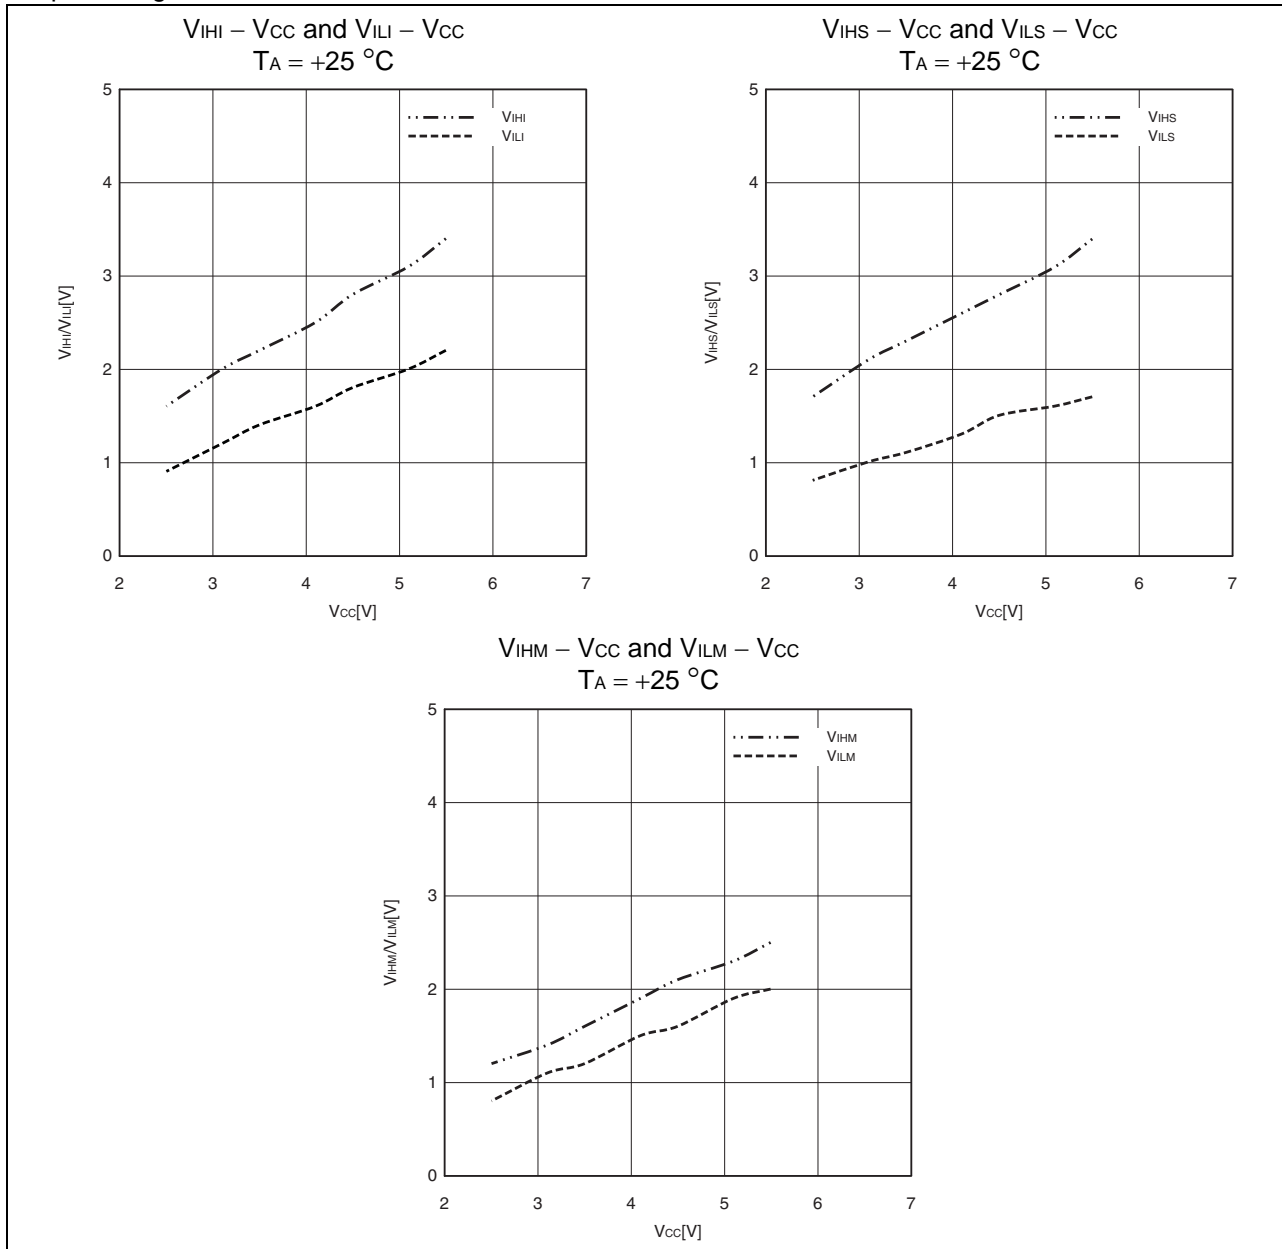 VIHI – VCC and VILI – VCC
TA = +25 °C
5
4
3
2
1
0
VIHI/VILI[V]
VIHI
VILI
2 3 4 5 6 7
VCC[V]
VIHS – VCC and VILS – VCC
TA = +25 °C
5
4
3
2
1
0
VIHS/VILS[V]
VIHS
VILS
2 3 4 5 6 7
VCC[V]
VIHM – VCC and VILM – VCC
TA = +25 °C
5
4
3
2
1
0
VIHM/VILM[V]
VIHM
VILM
2 3 4 5 6 7
VCC[V]